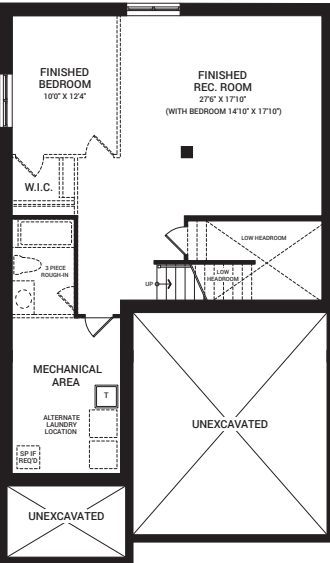 FINISHED
BEDROOM
10'0" X 12'4"
FINISHED
REC. ROOM
27'6" X 17'10"
(WITH BEDROOM 14'10" X 17'10")
W.I.C.
LOW HEADROOM
3 PIECE
ROUGH-IN
LOW
HEADROOM
UP
MECHANICAL
AREA
T
ALTERNATE
LAUNDRY
LOCATION
UNEXCAVATED
SP IF
REQ'D
UNEXCAVATED